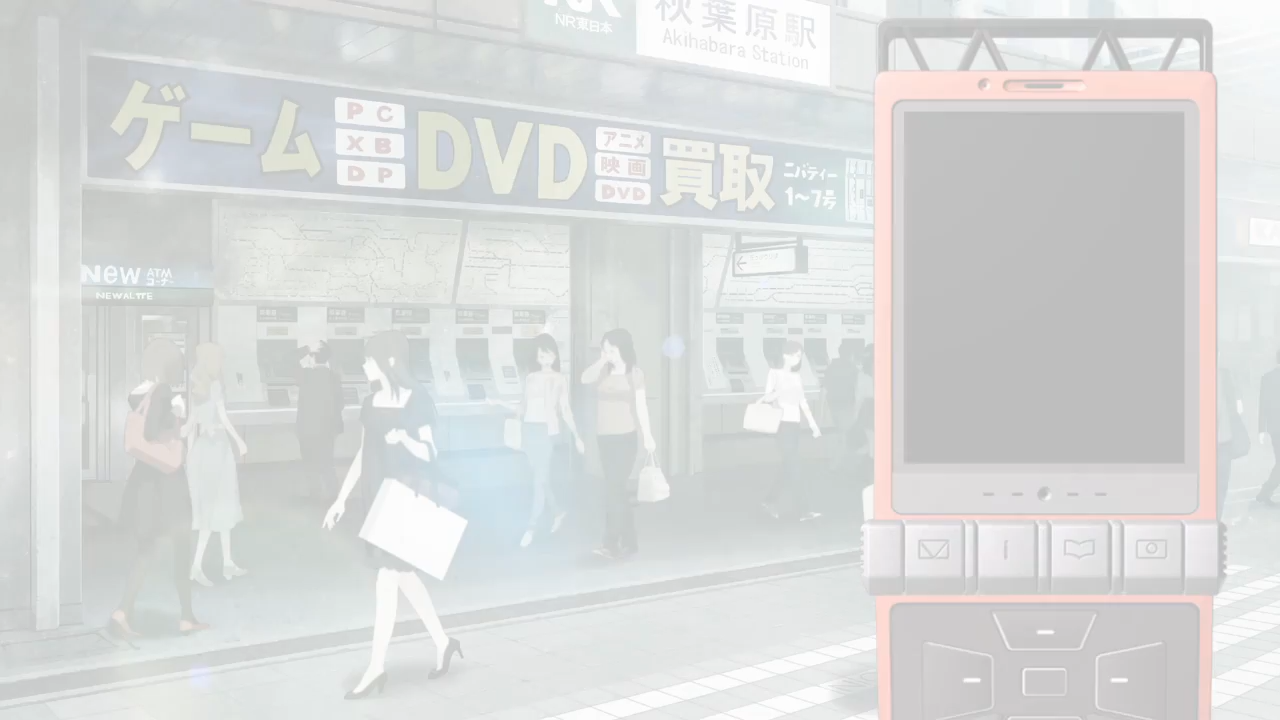 NR東日本
秋葉原駅
Akihabara Station
ゲーム
PC
XB
DP
DVD
アニメ
映画
DVD
買取
ニバティー
1～7号
New ATM
コーナー
NEWALTTE